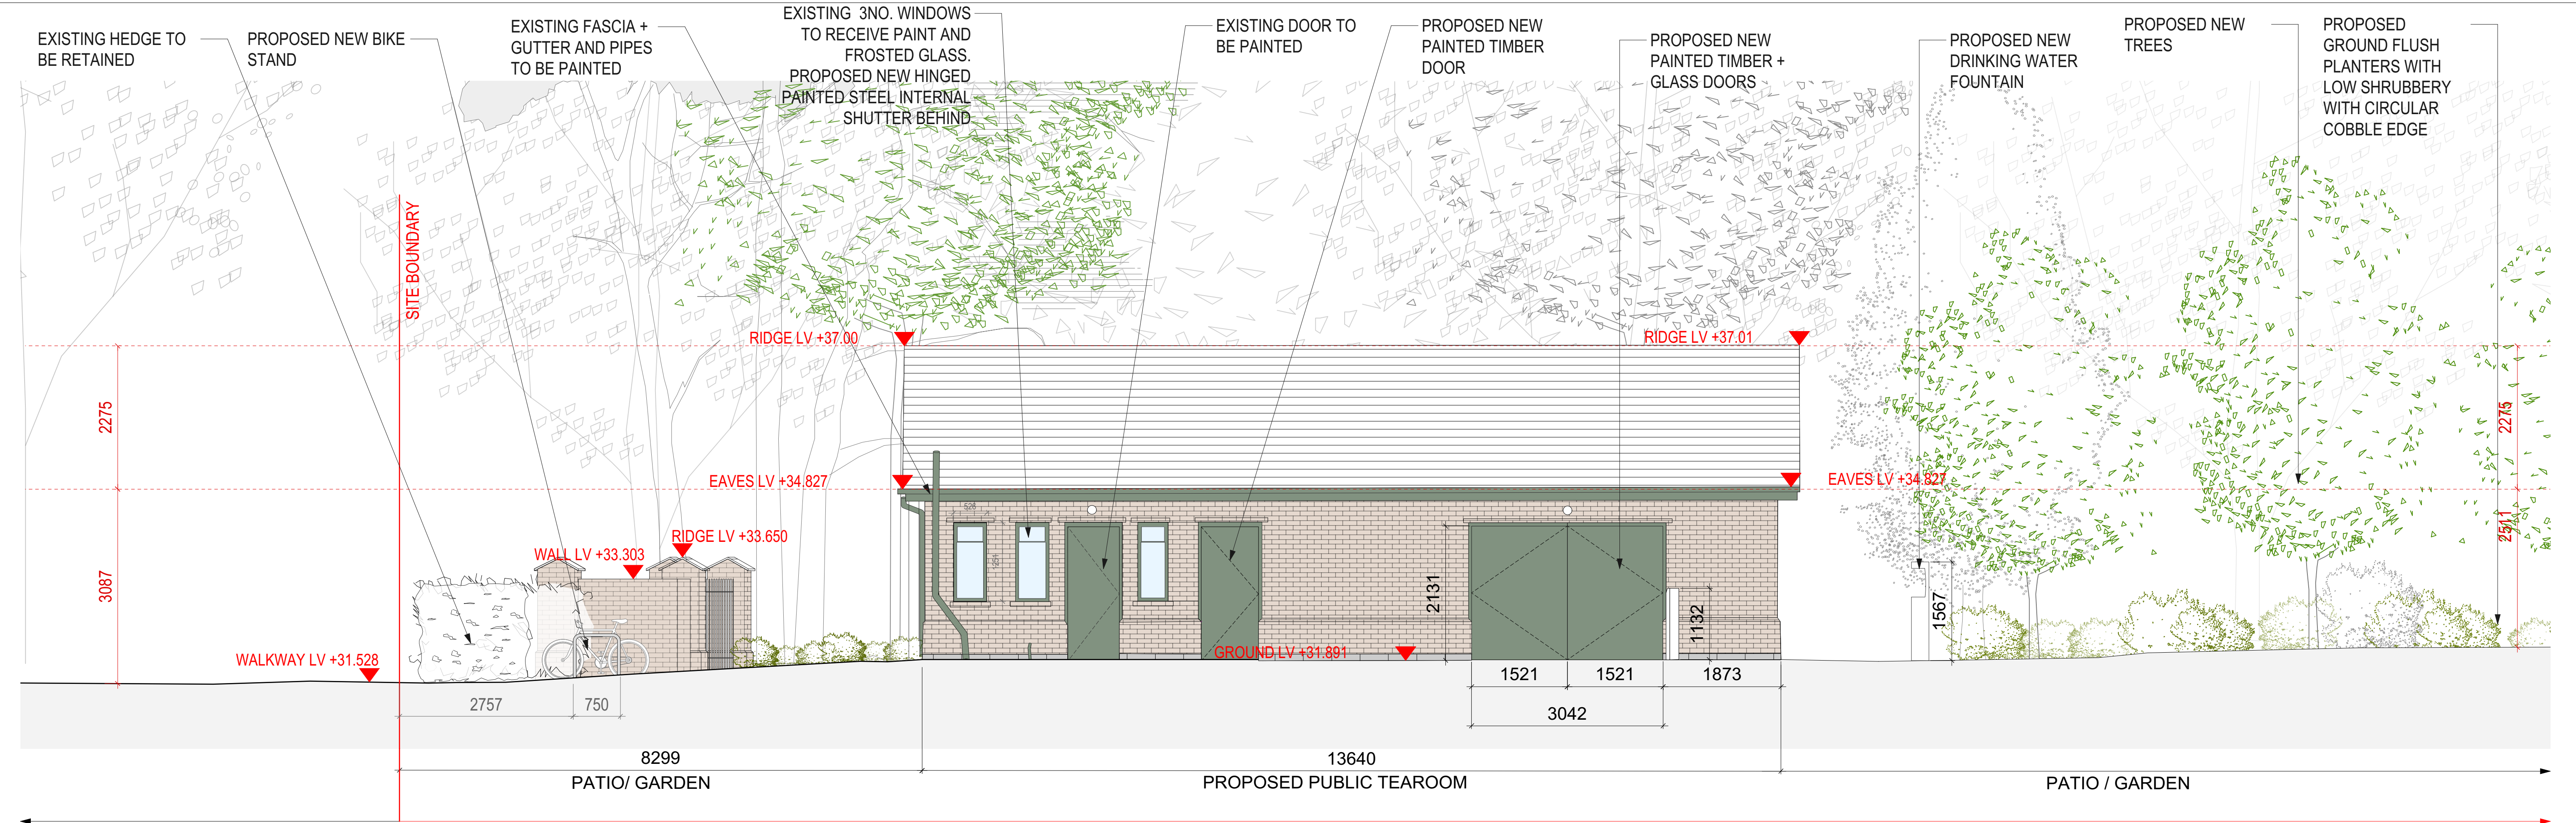 EXISTING HEDGE TO
BE RETAINED
PROPOSED NEW BIKE
STAND
EXISTING FASCIA +
GUTTER AND PIPES
TO BE PAINTED
EXISTING 3NO. WINDOWS
TO RECEIVE PAINT AND
FROSTED GLASS.
PROPOSED NEW HINGED
PAINTED STEEL INTERNAL
SHUTTER BEHIND
EXISTING DOOR TO
BE PAINTED
PROPOSED NEW
PAINTED TIMBER
DOOR
PROPOSED NEW
PAINTED TIMBER +
GLASS DOORS
PROPOSED NEW
DRINKING WATER
FOUNTAIN
PROPOSED NEW
TREES
PROPOSED
GROUND FLUSH
PLANTERS WITH
LOW SHRUBBERY
WITH CIRCULAR
COBBLE EDGE
SITE BOUNDARY
RIDGE LV +37.00
RIDGE LV +37.01
2275
2275
EAVES LV +34.827
EAVES LV +34.827
528
1254
2511
RIDGE LV +33.650
WALL LV +33.303
3087
2131
1132
1567
WALKWAY LV +31.528
GROUND LV +31.891
2757
750
1521
1521
1873
3042
8299
13640
PATIO/ GARDEN
PROPOSED PUBLIC TEAROOM
PATIO / GARDEN